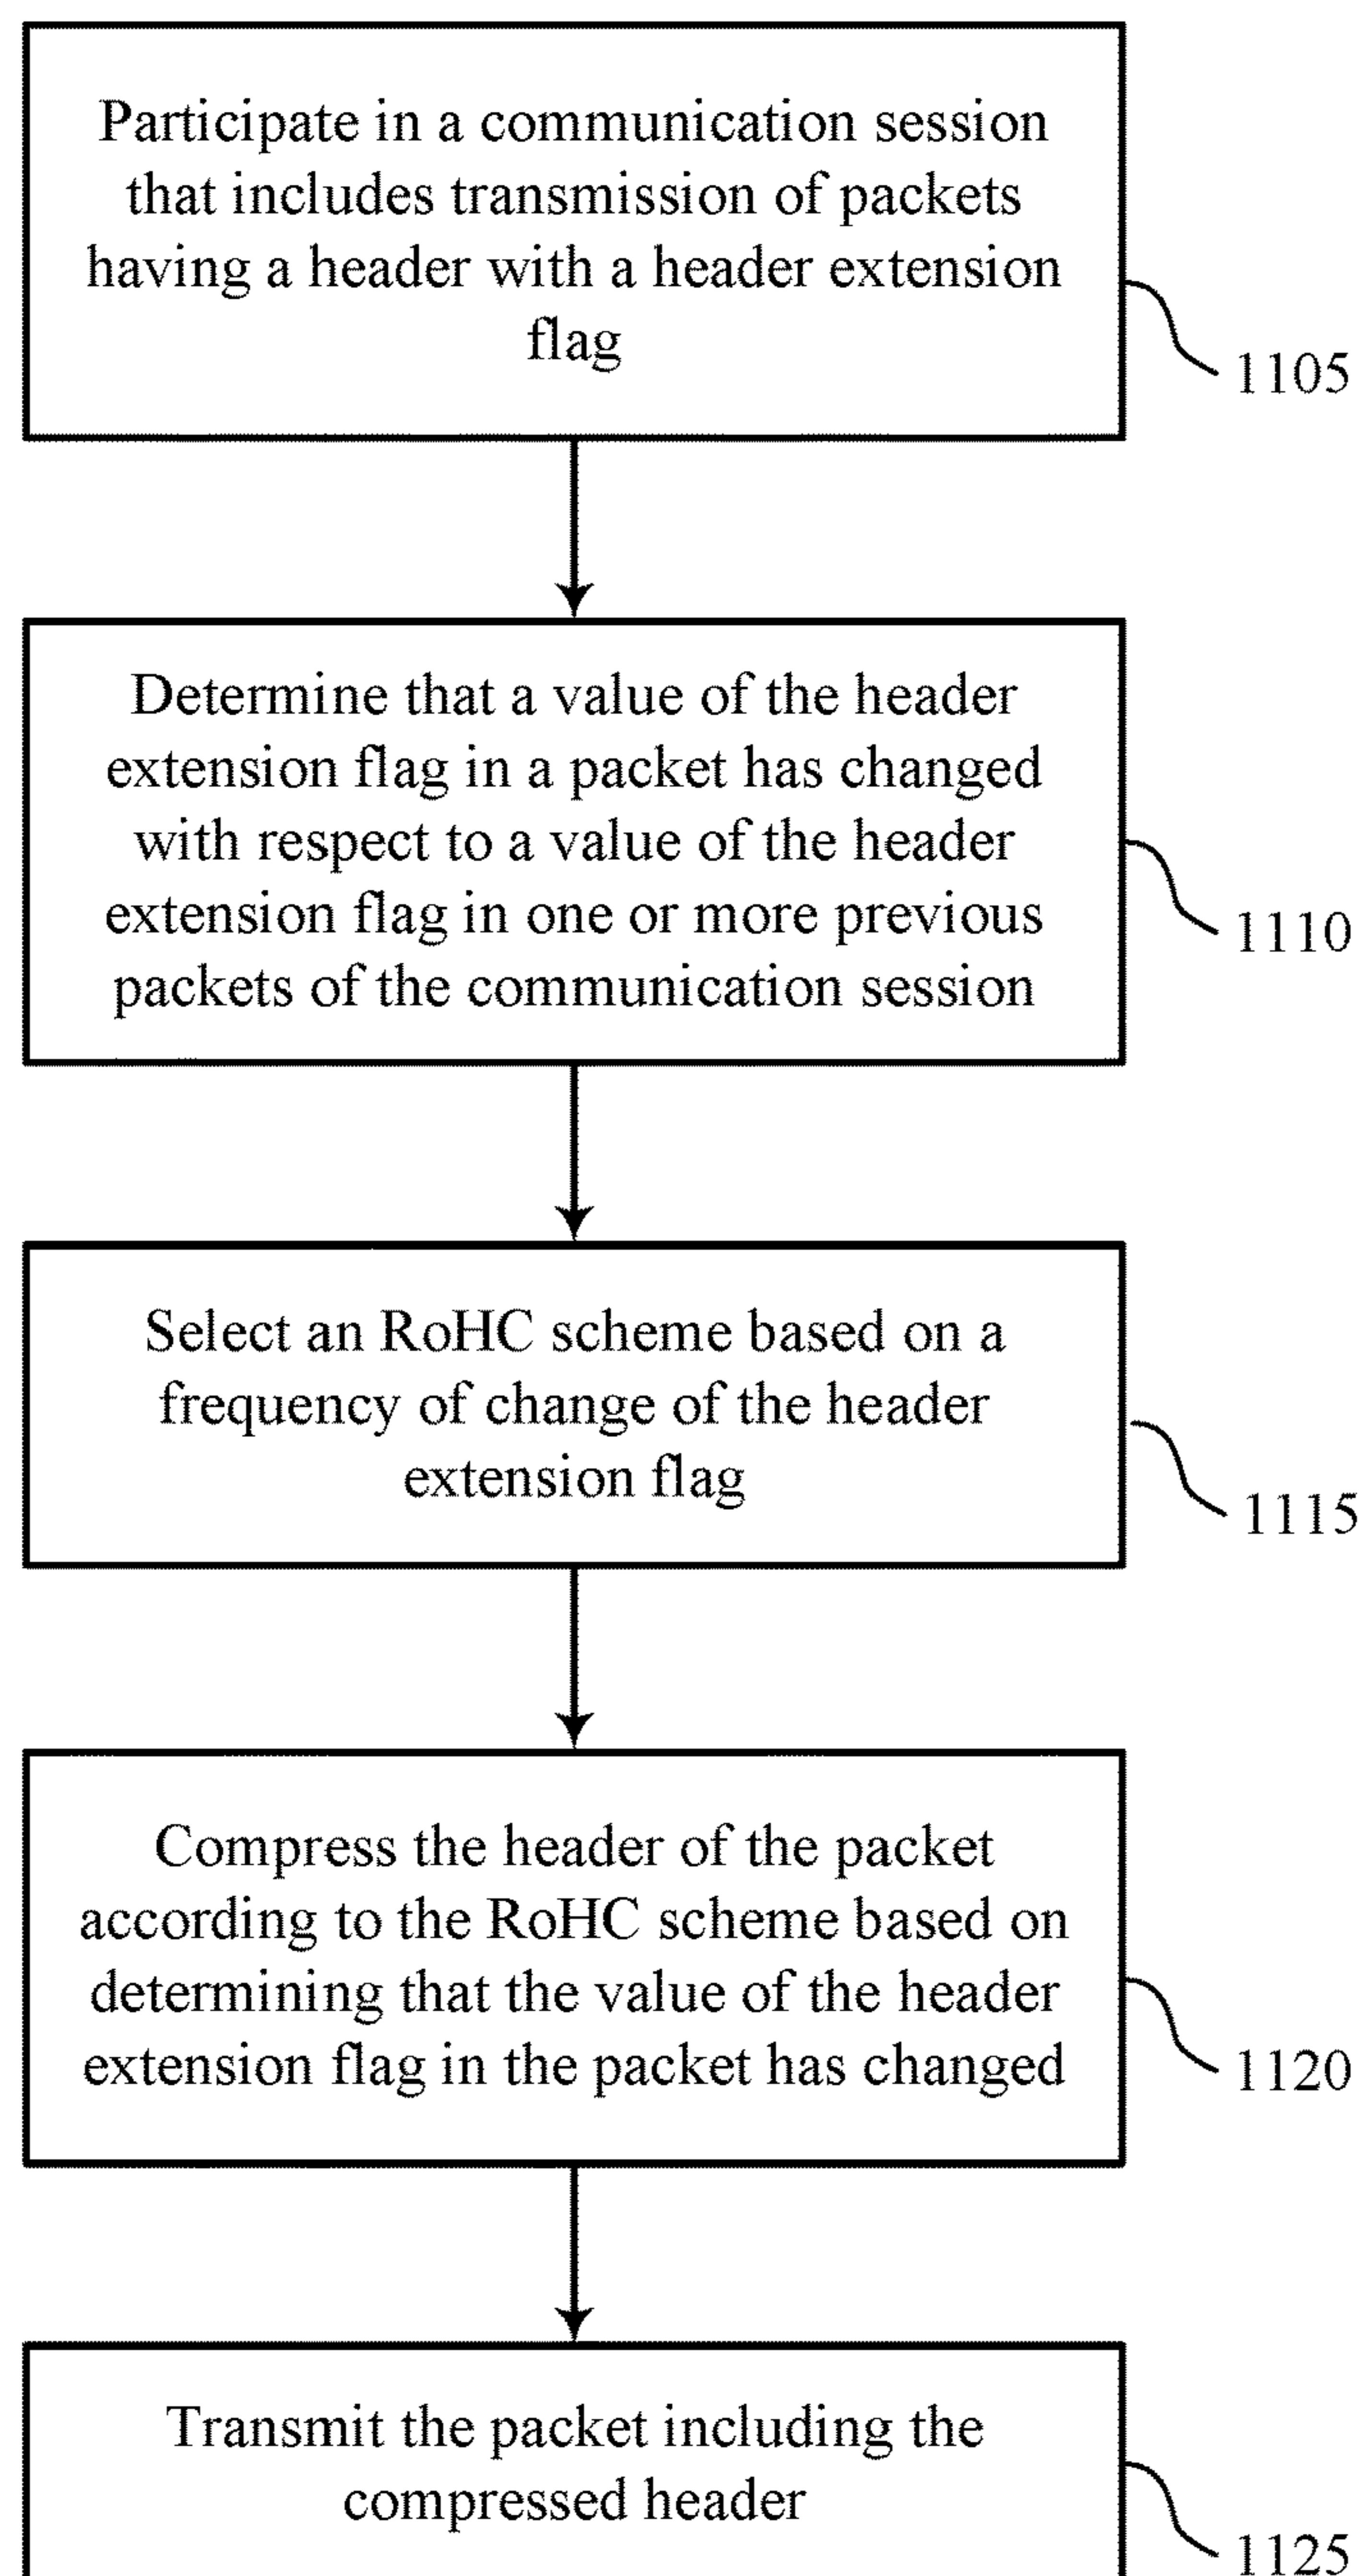 Participate in a communication session
that includes transmission of packets
having a header with a header extension
flag
1105
Determine that a value of the header
extension flag in a packet has changed
with respect to a value of the header
extension flag in one or more previous
packets of the communication session
1110
Select an RoHC scheme based on a
frequency of change of the header
extension flag
1115
Compress the header of the packet
according to the RoHC scheme based on
determining that the value of the header
extension flag in the packet has changed
1120
Transmit the packet including the
compressed header
1125